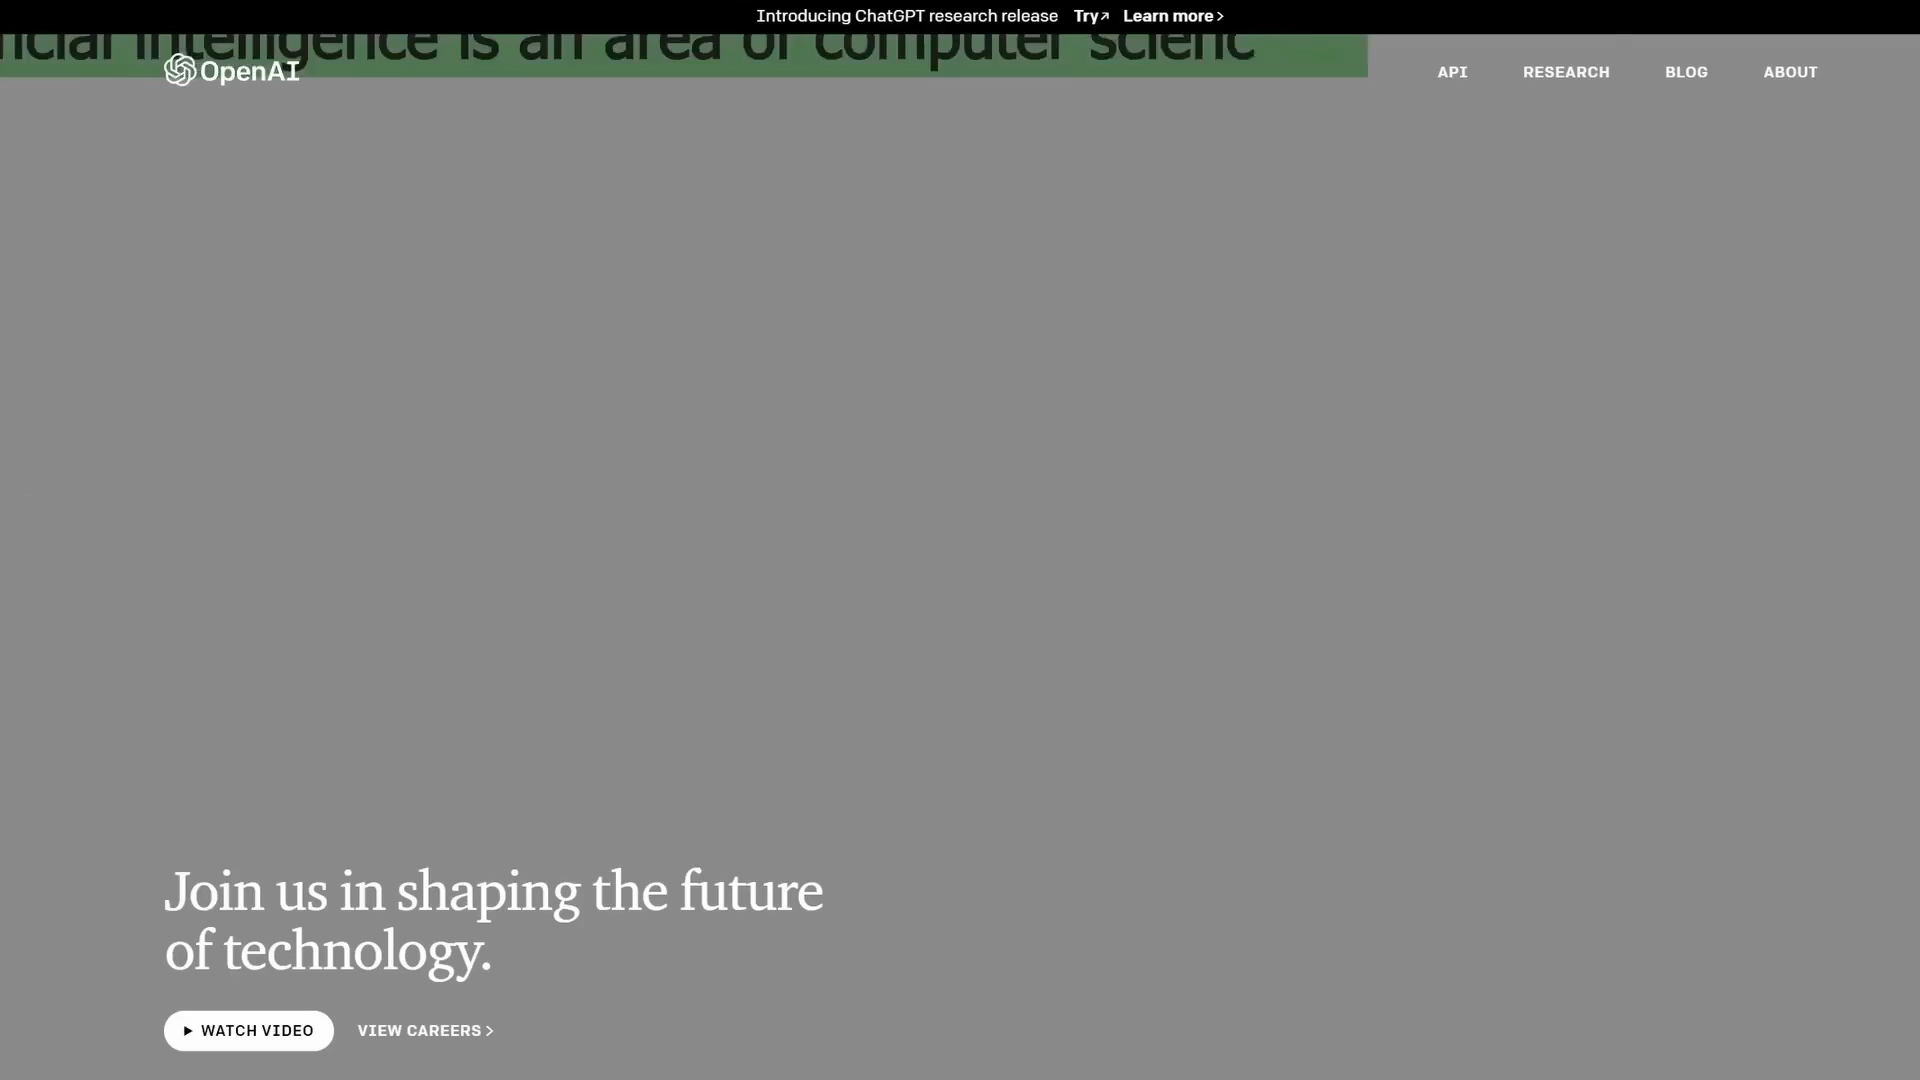 Introducing ChatGPT research release Try↗ Learn more >
ncial intelligence is an area of computer scienc
OpenAI
API RESEARCH BLOG ABOUT
Join us in shaping the future
of technology.
WATCH VIDEO VIEW CAREERS >